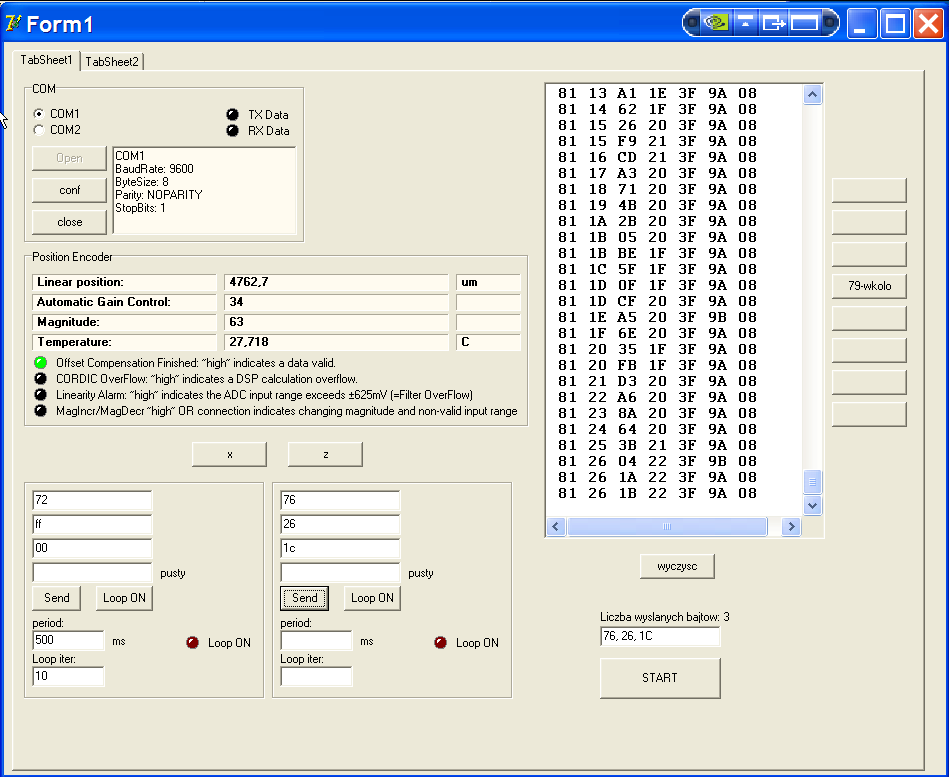 Form1
TabSheet1 TabSheet2
COM
COM1
COM2
TX Data
RX Data
Open
conf
close
COM1
BaudRate: 9600
ByteSize: 8
Parity: NOPARITY
StopBits: 1
Position Encoder
Linear position: 4762,7 um
Automatic Gain Control: 34
Magnitude: 63
Temperature: 27,718 C
Offset Compensation Finished: "high" indicates a data valid.
CORDIC OverFlow: "high" indicates a DSP calculation overflow.
Linearity Alarm: "high" indicates the ADC input range exceeds ±625mV (=Filter OverFlow)
MagIncr/MagDecr "high" OR connection indicates changing magnitude and non-valid input range
x z
72
ff
00
pusty
Send Loop ON
period:
500 ms Loop ON
Loop iter:
10
76
26
1c
pusty
Send Loop ON
period:
ms Loop ON
Loop iter:
81 13 A1 1E 3F 9A 08
81 14 62 1F 3F 9A 08
81 15 26 20 3F 9A 08
81 15 F9 21 3F 9A 08
81 16 CD 21 3F 9A 08
81 17 A3 20 3F 9A 08
81 18 71 20 3F 9A 08
81 19 4B 20 3F 9A 08
81 1A 2B 20 3F 9A 08
81 1B 05 20 3F 9A 08
81 1B BE 1F 3F 9A 08
81 1C 5F 1F 3F 9A 08
81 1D 0F 1F 3F 9A 08
81 1D CF 20 3F 9A 08
81 1E A5 20 3F 9B 08
81 1F 6E 20 3F 9A 08
81 20 35 1F 3F 9A 08
81 20 FB 1F 3F 9A 08
81 21 D3 20 3F 9A 08
81 22 A6 20 3F 9A 08
81 23 8A 20 3F 9A 08
81 24 64 20 3F 9A 08
81 25 3B 21 3F 9A 08
81 26 04 22 3F 9B 08
81 26 1A 22 3F 9A 08
81 26 1B 22 3F 9A 08
79-wkolo
wyczysc
Liczba wyslanych bajtow: 3
76, 26, 1C
START